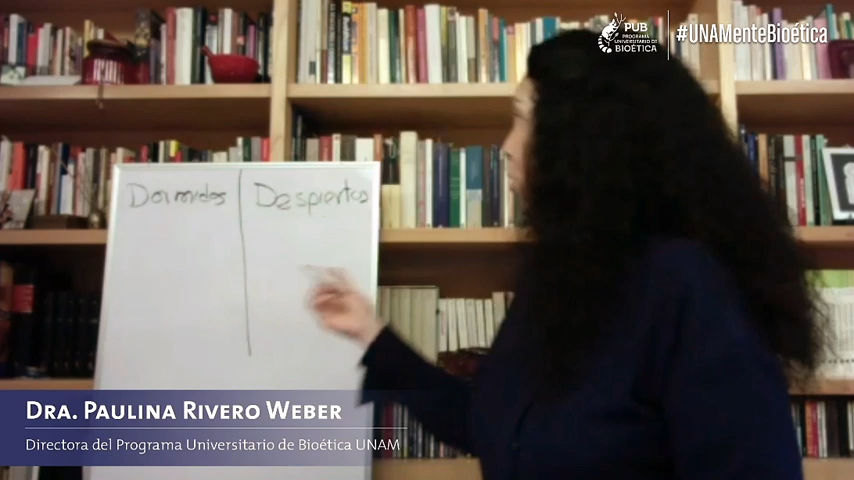 PUB
PROGRAMA
UNIVERSITARIO DE
BIOÉTICA
#UNAMenteBioética
Dormidos
Despiertos
DRA. PAULINA RIVERO WEBER
Directora del Programa Universitario de Bioética UNAM